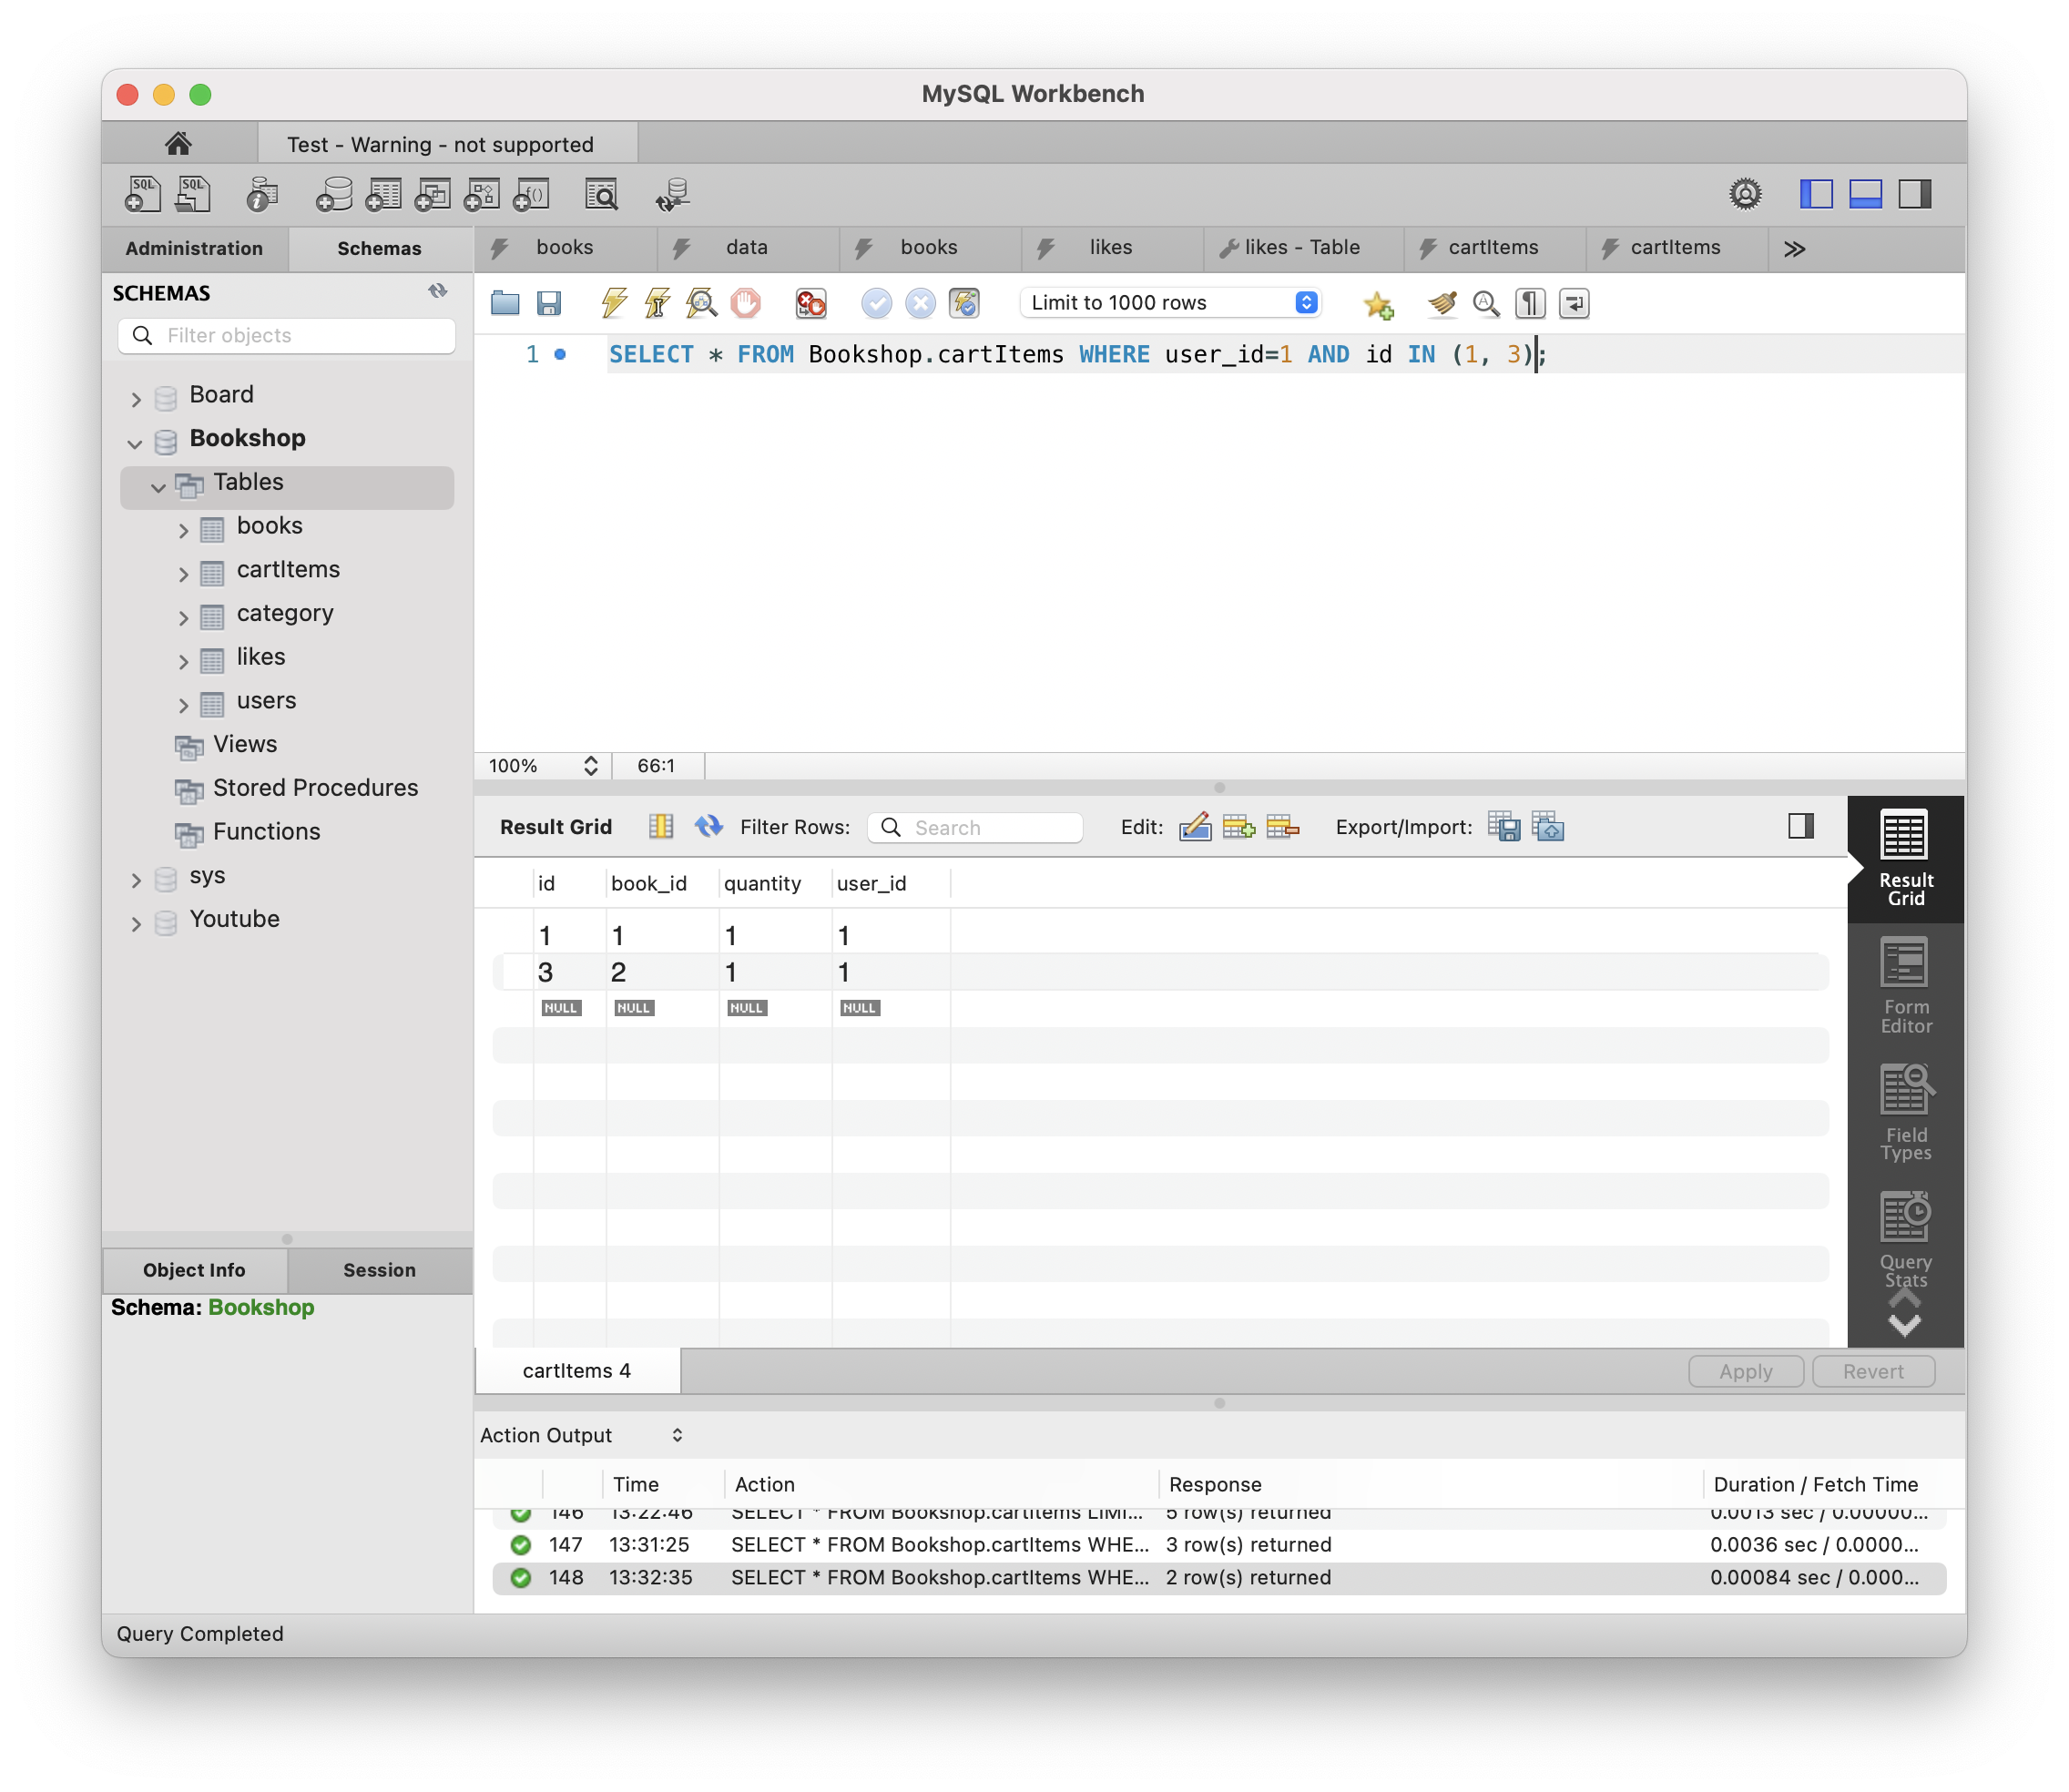 MySQL Workbench
Test - Warning - not supported
Administration Schemas books data books likes likes - Table cartItems cartItems
SCHEMAS
Filter objects
Limit to 1000 rows
1 SELECT * FROM Bookshop.cartItems WHERE user_id=1 AND id IN (1, 3);
Board
Bookshop
Tables
books
cartItems
category
likes
users
Views
Stored Procedures
Functions
sys
Youtube
100% 66:1
Result Grid Filter Rows: Search Edit: Export/Import:
id book_id quantity user_id
1 1 1 1
3 2 1 1
NULL NULL NULL NULL
Result
Grid
Form
Editor
Field
Types
Query
Stats
Object Info Session
Schema: Bookshop
cartItems 4 Apply Revert
Action Output
Time Action Response Duration / Fetch Time
146 13:22:46 SELECT * FROM Bookshop.cartItems LIMI... 5 row(s) returned 0.0013 sec / 0.00000...
147 13:31:25 SELECT * FROM Bookshop.cartItems WHE... 3 row(s) returned 0.0036 sec / 0.0000...
148 13:32:35 SELECT * FROM Bookshop.cartItems WHE... 2 row(s) returned 0.00084 sec / 0.000...
Query Completed